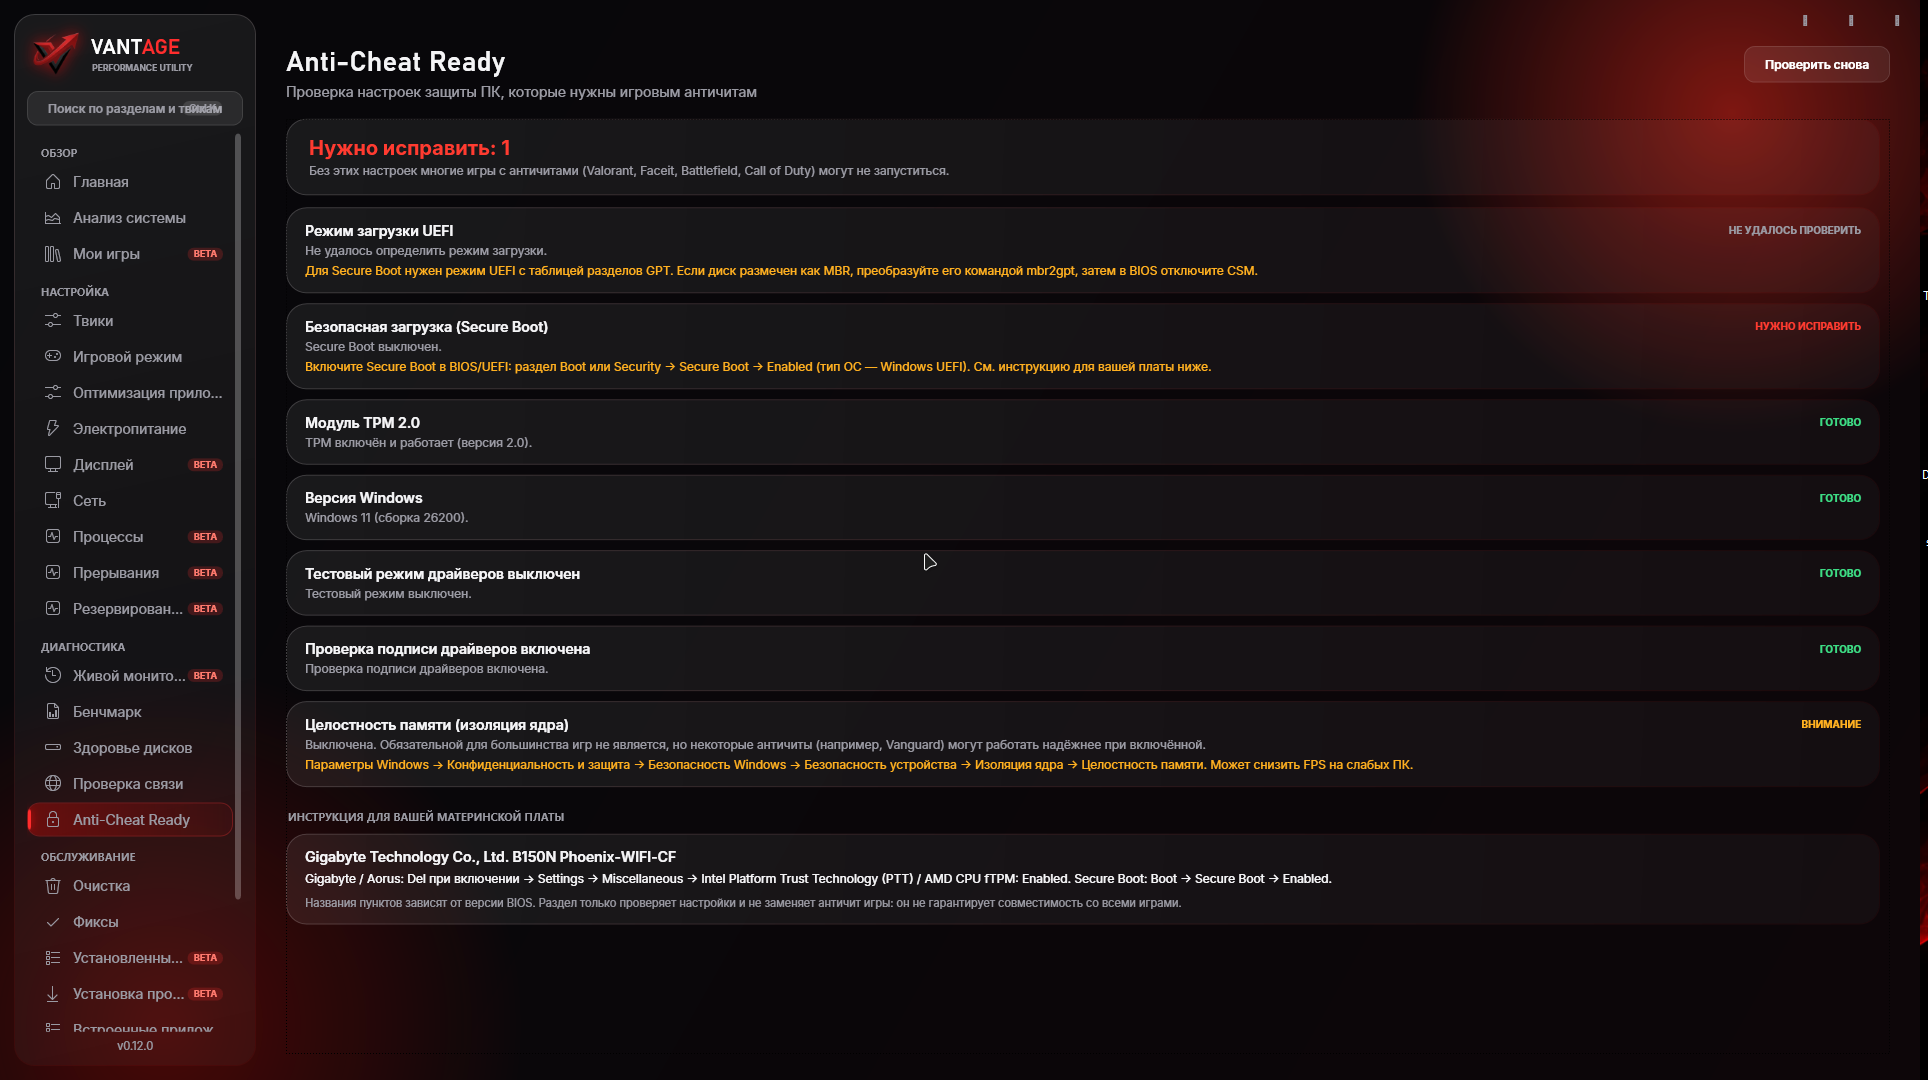 VANTAGE
PERFORMANCE UTILITY
Поиск по разделам и твикам
ОБЗОР
Главная
Анализ системы
Мои игры BETA
НАСТРОЙКА
Твики
Игровой режим
Оптимизация прило...
Электропитание
Дисплей BETA
Сеть
Процессы BETA
Прерывания BETA
Резервирован... BETA
ДИАГНОСТИКА
Живой монито... BETA
Бенчмарк
Здоровье дисков
Проверка связи
Anti-Cheat Ready
ОБСЛУЖИВАНИЕ
Очистка
Фиксы
Установленны... BETA
Установка про... BETA
Встроенные прилож
v0.12.0
Anti-Cheat Ready
Проверка настроек защиты ПК, которые нужны игровым античитам
Проверить снова
Нужно исправить: 1
Без этих настроек многие игры с античитами (Valorant, Faceit, Battlefield, Call of Duty) могут не запуститься.
Режим загрузки UEFI
НЕ УДАЛОСЬ ПРОВЕРИТЬ
Не удалось определить режим загрузки.
Для Secure Boot нужен режим UEFI с таблицей разделов GPT. Если диск размечен как MBR, преобразуйте его командой mbr2gpt, затем в BIOS отключите CSM.
Безопасная загрузка (Secure Boot)
НУЖНО ИСПРАВИТЬ
Secure Boot выключен.
Включите Secure Boot в BIOS/UEFI: раздел Boot или Security → Secure Boot → Enabled (тип ОС — Windows UEFI). См. инструкцию для вашей платы ниже.
Модуль TPM 2.0
ГОТОВО
TPM включён и работает (версия 2.0).
Версия Windows
ГОТОВО
Windows 11 (сборка 26200).
Тестовый режим драйверов выключен
ГОТОВО
Тестовый режим выключен.
Проверка подписи драйверов включена
ГОТОВО
Проверка подписи драйверов включена.
Целостность памяти (изоляция ядра)
ВНИМАНИЕ
Выключена. Обязательной для большинства игр не является, но некоторые античиты (например, Vanguard) могут работать надёжнее при включённой.
Параметры Windows → Конфиденциальность и защита → Безопасность Windows → Безопасность устройства → Изоляция ядра → Целостность памяти. Может снизить FPS на слабых ПК.
ИНСТРУКЦИЯ ДЛЯ ВАШЕЙ МАТЕРИНСКОЙ ПЛАТЫ
Gigabyte Technology Co., Ltd. B150N Phoenix-WIFI-CF
Gigabyte / Aorus: Del при включении → Settings → Miscellaneous → Intel Platform Trust Technology (PTT) / AMD CPU fTPM: Enabled. Secure Boot: Boot → Secure Boot → Enabled.
Названия пунктов зависят от версии BIOS. Раздел только проверяет настройки и не заменяет античит игры: он не гарантирует совместимость со всеми играми.